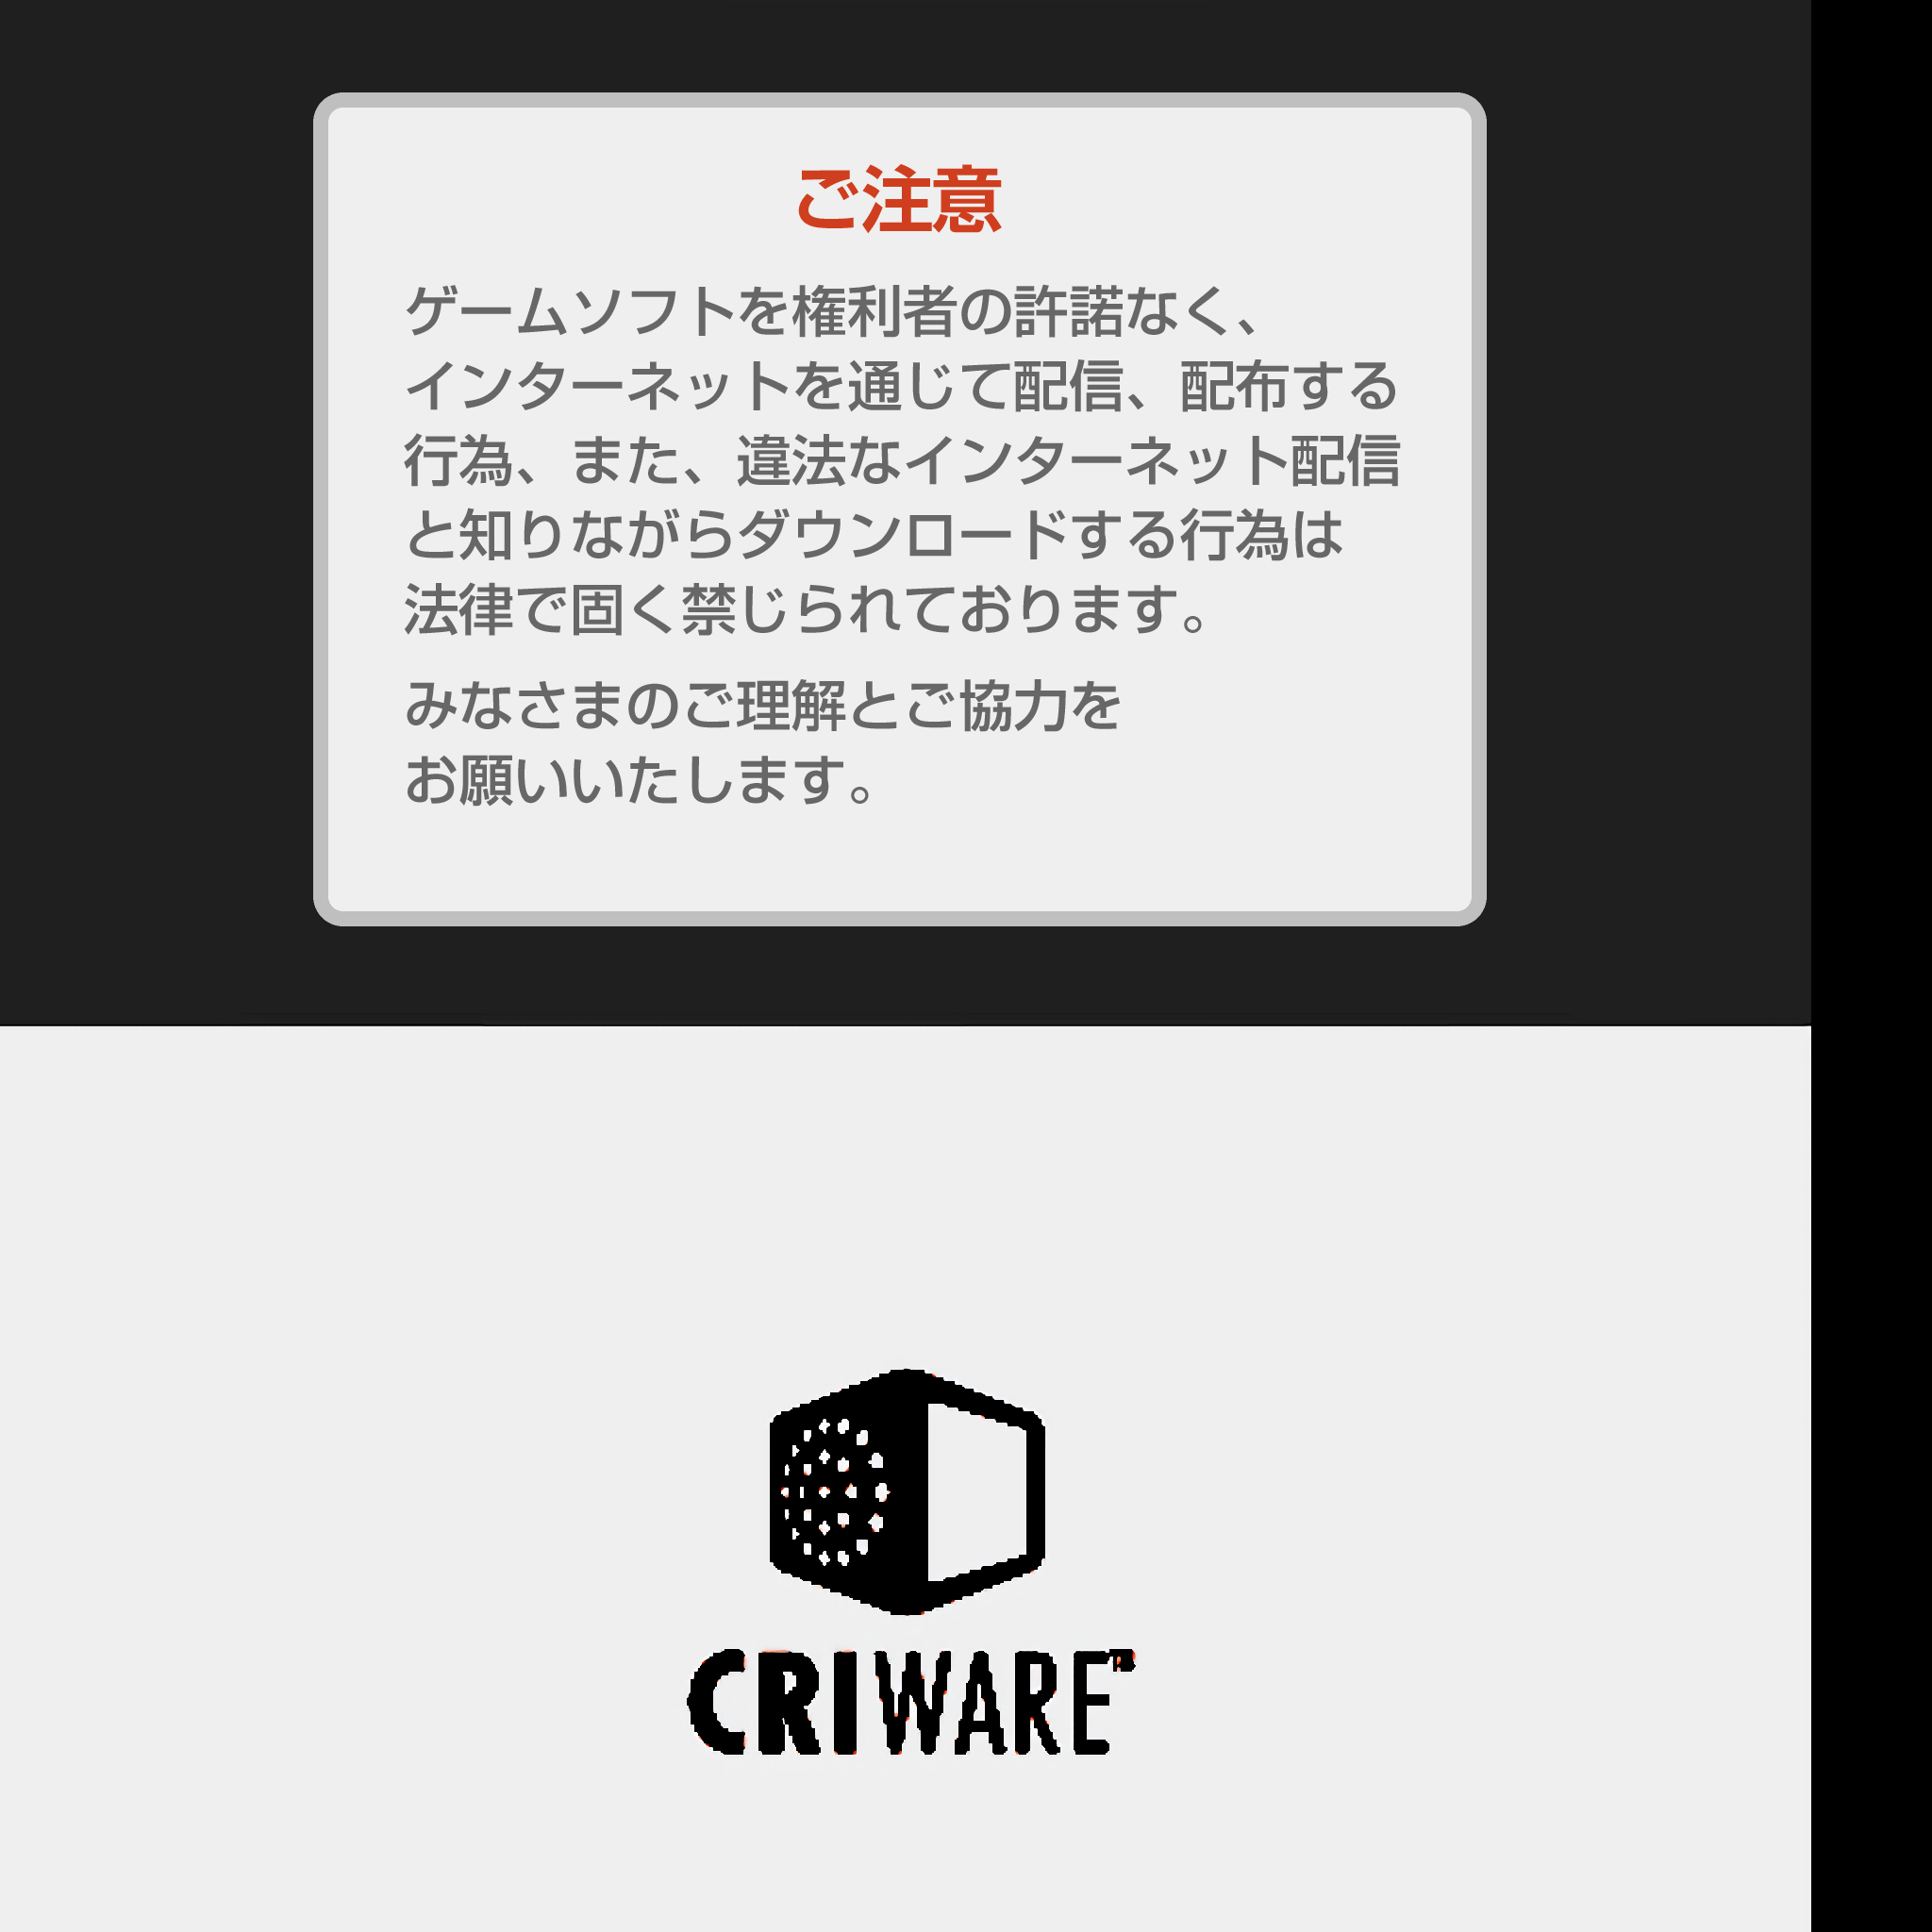 ご注意
ゲームソフトを権利者の許諾なく、
インターネットを通じて配信、配布する
行為、また、違法なインターネット配信
と知りながらダウンロードする行為は
法律で固く禁じられております。
みなさまのご理解とご協力を
お願いいたします。
CRIWARE